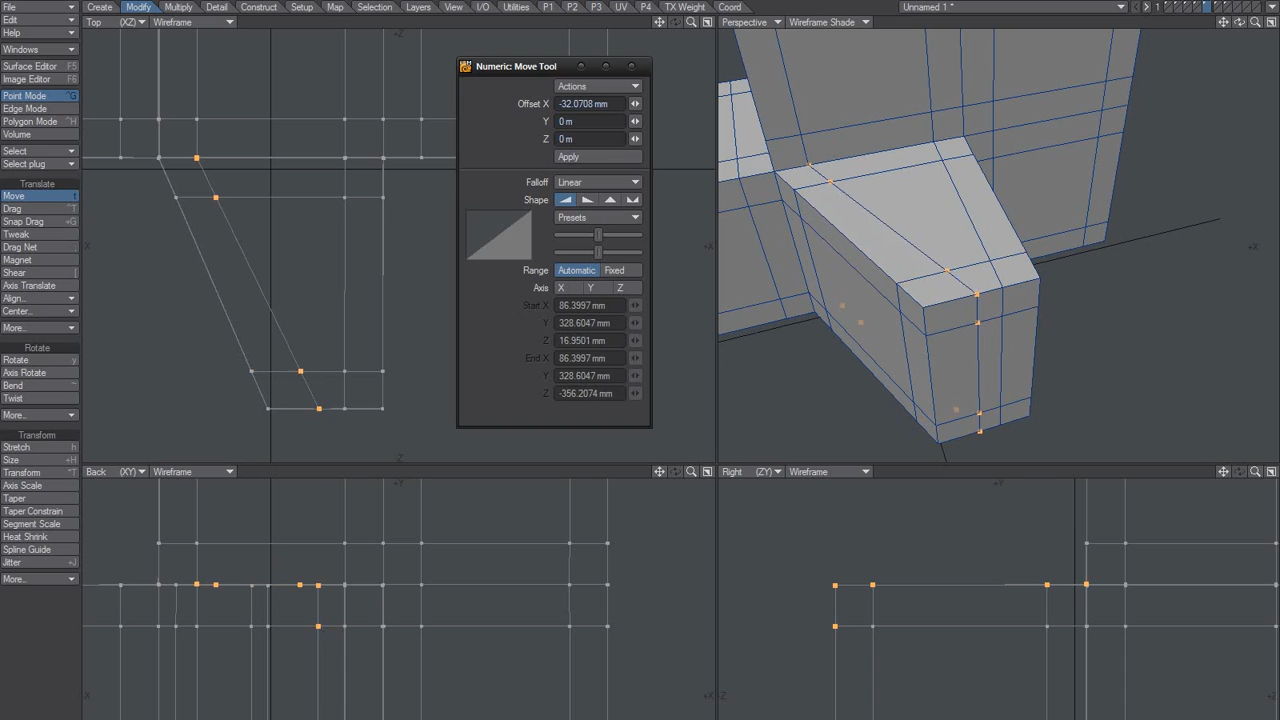 File
Create Modify Multiply Detail Construct Setup Map Selection Layers View I/O Utilities P1 P2 P3 UV P4 TX Weight Coord Unnamed 1 * 1
Edit
Top (XZ) Wireframe
Perspective Wireframe Shade
Help
Windows
Surface Editor F5
Image Editor F6
Point Mode ^G
Edge Mode
Polygon Mode ^H
Volume
Select
Select plug
Translate
Move t
Drag ^T
Snap Drag +G
Tweak
Drag Net
Magnet
Shear [
Axis Translate
Align...
Center...
More...
Rotate
Rotate y
Axis Rotate
Bend ~
Twist
More...
Transform
Stretch h
Size +H
Transform ^T
Axis Scale
Taper
Taper Constrain
Segment Scale
Heat Shrink
Spline Guide
Jitter +J
More...
+Z
X
+X
-Z
Numeric: Move Tool
Actions
Offset X -32.0708 mm
Y 0 m
Z 0 m
Apply
Falloff Linear
Shape
Presets
Range Automatic Fixed
Axis X Y Z
Start X 86.3997 mm
Y 328.6047 mm
Z 16.9501 mm
End X 86.3997 mm
Y 328.6047 mm
Z -356.2074 mm
+X
Back (XY) Wireframe
+Y
-X
+X
Right (ZY) Wireframe
+Y
-Z